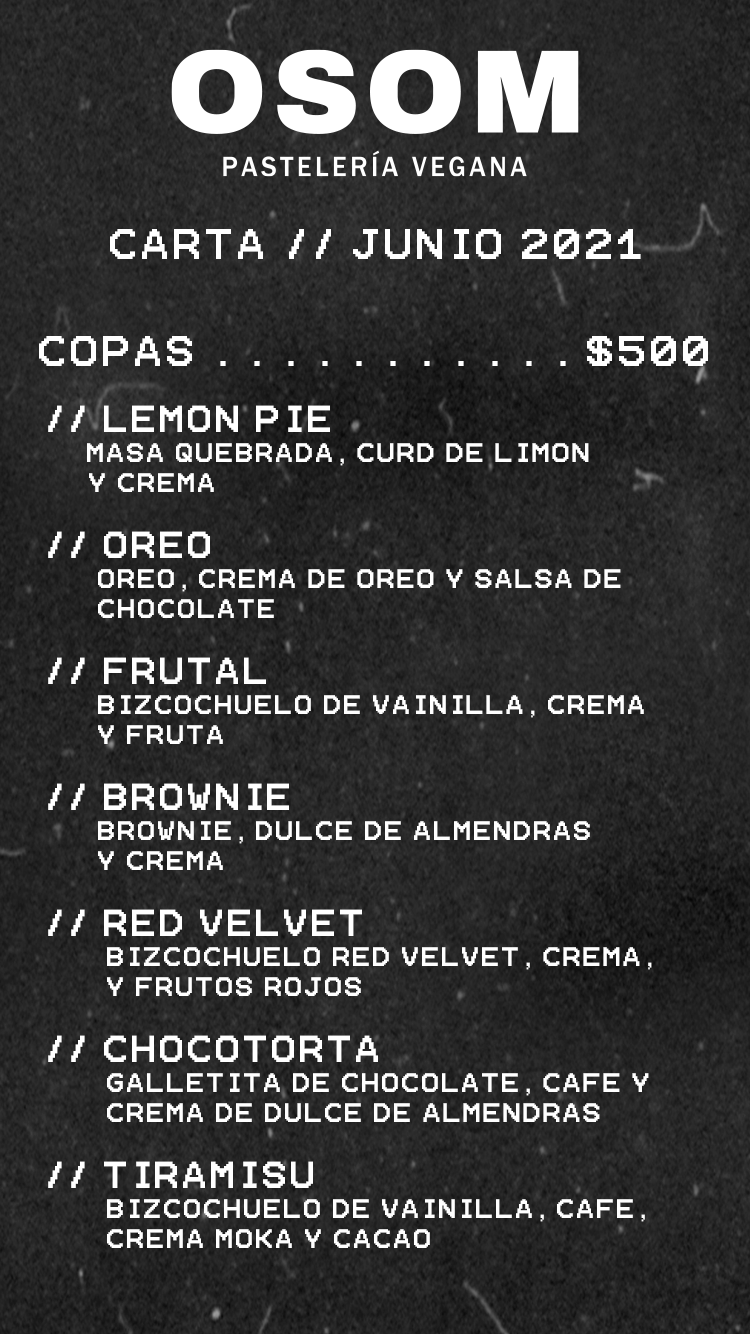 OSOM
PASTELERÍA VEGANA
CARTA // JUNIO 2021
COPAS . . . . . . . . . . . $500
// LEMON PIE
MASA QUEBRADA, CURD DE LIMON
Y CREMA
// OREO
OREO, CREMA DE OREO Y SALSA DE
CHOCOLATE
// FRUTAL
BIZCOCHUELO DE VAINILLA, CREMA
Y FRUTA
// BROWNIE
BROWNIE, DULCE DE ALMENDRAS
Y CREMA
// RED VELVET
BIZCOCHUELO RED VELVET, CREMA,
Y FRUTOS ROJOS
// CHOCOTORTA
GALLETITA DE CHOCOLATE, CAFE Y
CREMA DE DULCE DE ALMENDRAS
// TIRAMISU
BIZCOCHUELO DE VAINILLA, CAFE,
CREMA MOKA Y CACAO